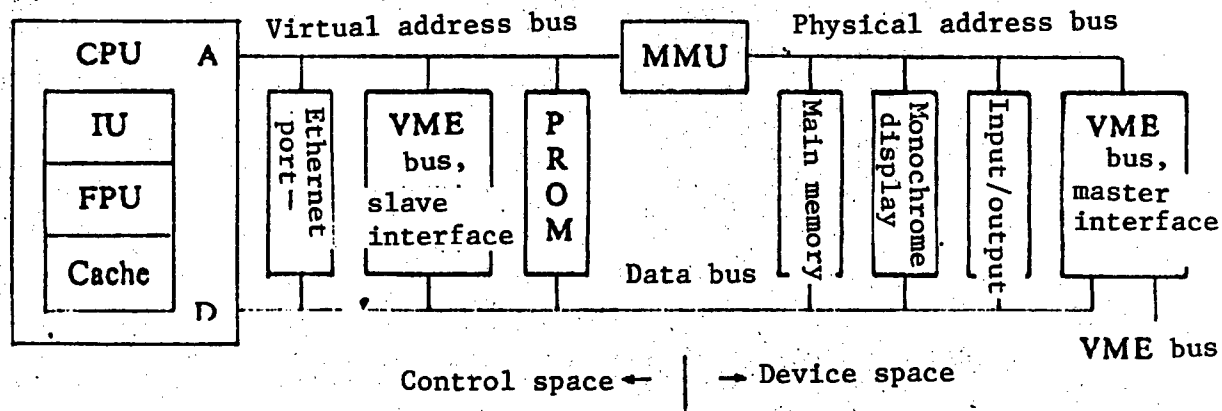 Virtual address bus
Physical address bus
CPU
A
MMU
IU
FPU
Cache
D
Ethernet
port—
VME
bus,
slave
interface
P
R
O
M
Main memory
Monochrome
display
Input/output
VME
bus,
master
interface
Data bus
VME bus
Control space ← | → Device space